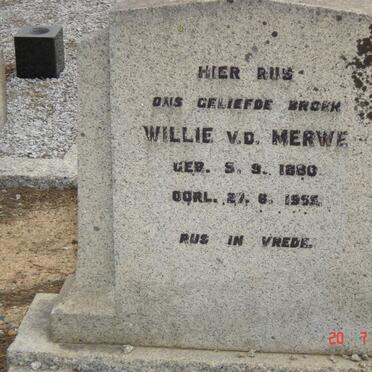 HIER RUS
ONS GELIEFDE BROER
WILLIE V.D. MERWE
GEB. 5. 9. 1880
OORL. 27. 6. 1955
RUS IN VREDE.
20 7